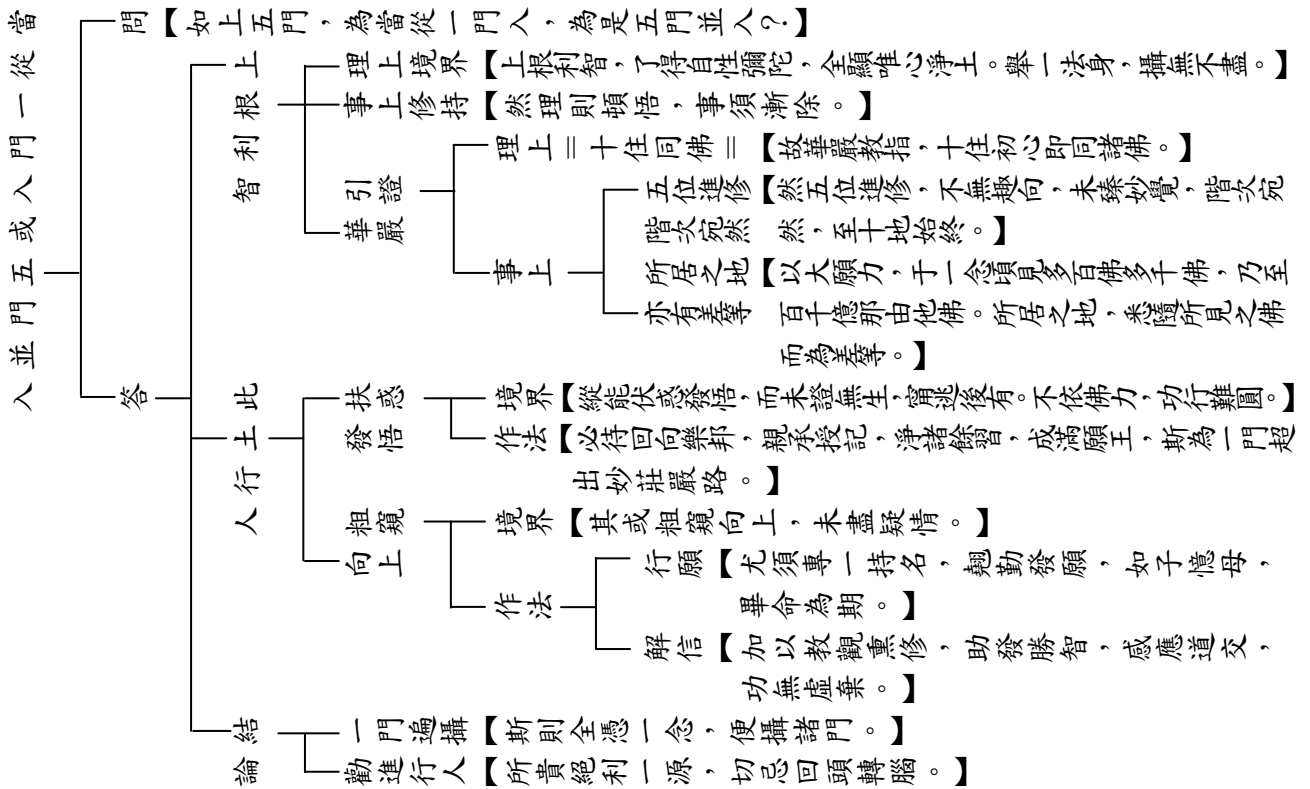 當從一門入或五門並入
問【如上五門，為當從一門入，為是五門並入？】
答
上根利智
理上境界【上根利智，了得自性彌陀，全顯唯心淨土。舉一法身，攝無不盡。】
事上修持【然理則頓悟，事須漸除。】
引證華嚴
理上＝十住同佛＝【故華嚴教指，十住初心即同諸佛。】
事上
五位進修階次宛然【然五位進修，不無趣向，未臻妙覺，階次宛
然，至十地始終。】
所居之地亦有差等【以大願力，于一念頃見多百佛多千佛，乃至
百千億那由他佛。所居之地，悉隨所見之佛
而為差等。】
此土行人
扶惑發悟
境界【縱能伏惑發悟，而未證無生，甯逃後有。不依佛力，功行難圓。】
作法【必待回向樂邦，親承授記，淨諸餘習，成滿願王，斯為一門超
出妙莊嚴路。】
粗窺向上
境界【其或粗窺向上，未盡疑情。】
作法
行願【尤須專一持名，翹勤發願，如子憶母，
畢命為期。】
解信【加以教觀熏修，助發勝智，感應道交，
功無虛棄。】
結論
一門遍攝【斯則全憑一念，便攝諸門。】
勸進行人【所貴絕利一源，切忌回頭轉腦。】